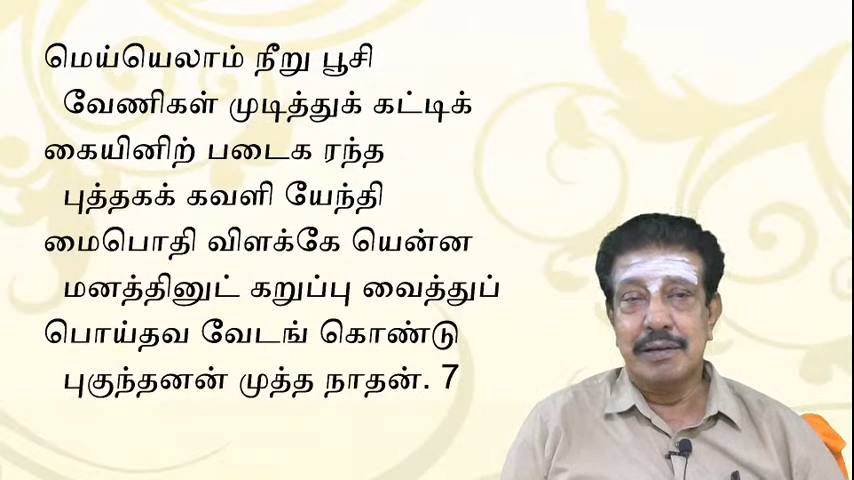 மெய்யெலாம் நீறு பூசி
வேணிகள் முடித்துக் கட்டிக்
கையினிற் படைக ரந்த
புத்தகக் கவளி யேந்தி
மைபொதி விளக்கே யென்ன
மனத்தினுட் கறுப்பு வைத்துப்
பொய்தவ வேடங் கொண்டு
புகுந்தனன் முத்த நாதன். 7